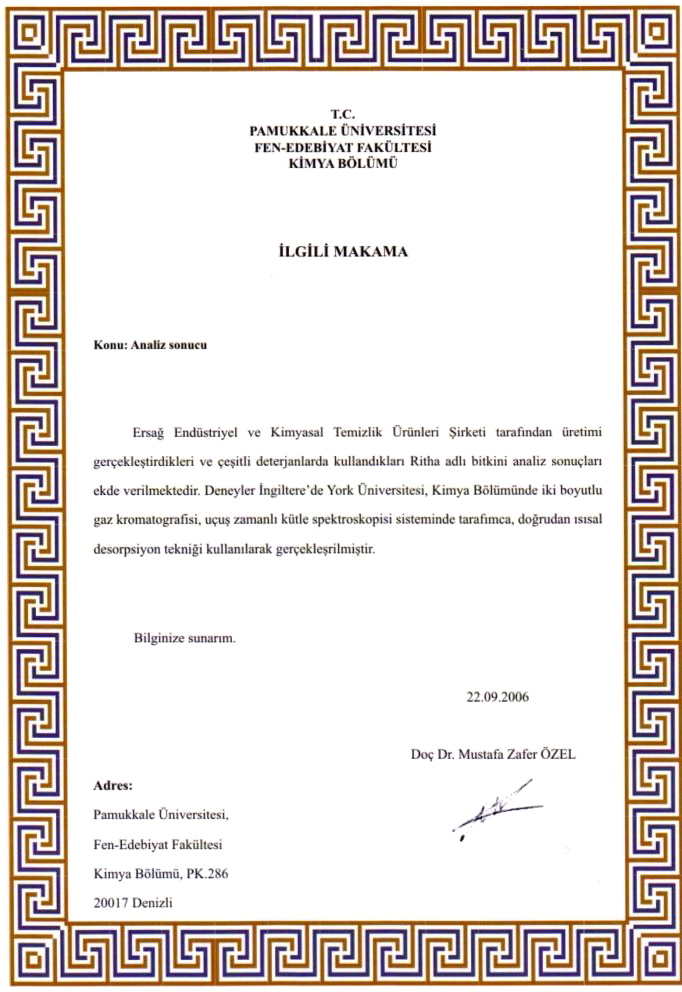 T.C.
PAMUKKALE ÜNİVERSİTESİ
FEN-EDEBİYAT FAKÜLTESİ
KİMYA BÖLÜMÜ
İLGİLİ MAKAMA
Konu: Analiz sonucu
Ersağ Endüstriyel ve Kimyasal Temizlik Ürünleri Şirketi tarafından üretimi
gerçekleştirdikleri ve çeşitli deterjanlarda kullandıkları Ritha adlı bitkini analiz sonuçları
ekde verilmektedir. Deneyler İngiltere’de York Üniversitesi, Kimya Bölümünde iki boyutlu
gaz kromatografisi, uçuş zamanlı kütle spektroskopisi sisteminde tarafımca, doğrudan ısısal
desorpsiyon tekniği kullanılarak gerçekleşrilmiştir.
Bilginize sunarım.
22.09.2006
Doç Dr. Mustafa Zafer ÖZEL
Adres:
Pamukkale Üniversitesi,
Fen-Edebiyat Fakültesi
Kimya Bölümü, PK.286
20017 Denizli